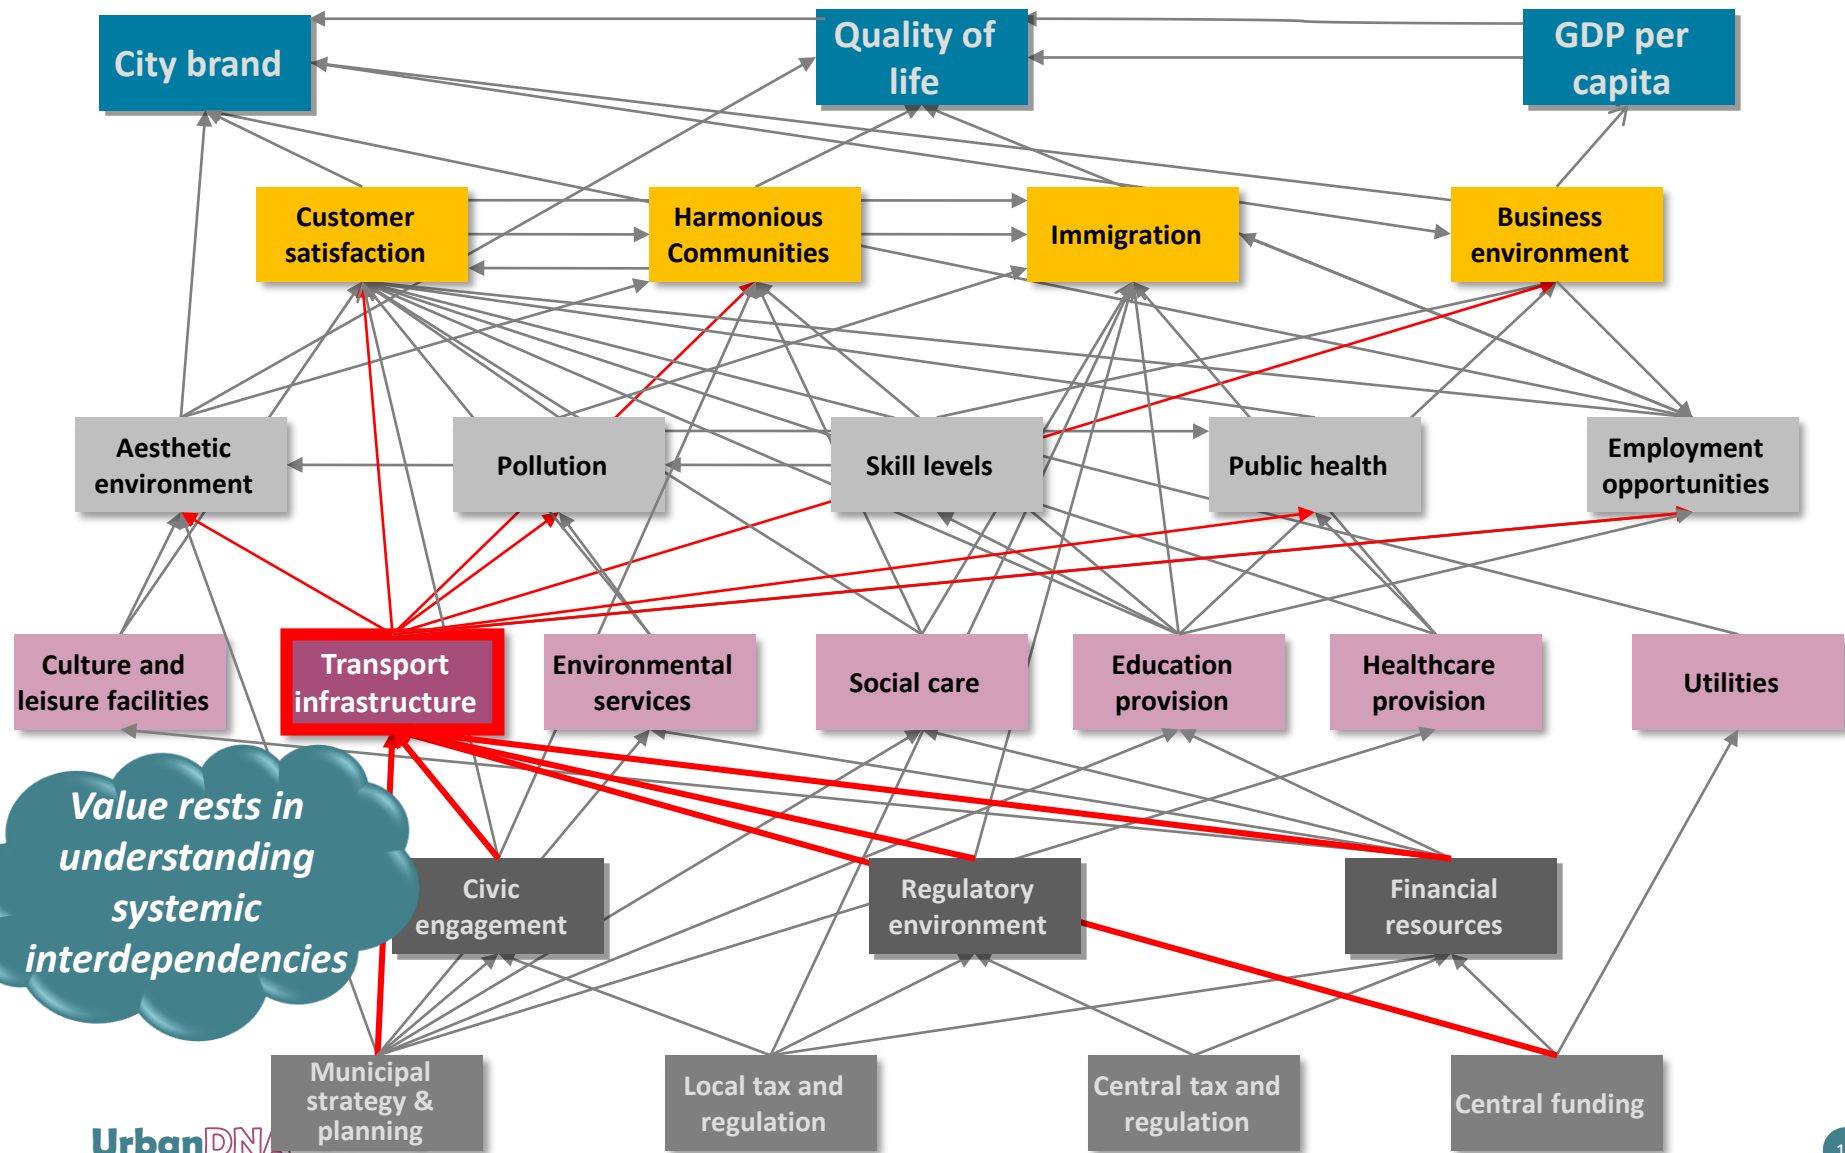 City brand
Quality of
life
GDP per
capita
Customer
satisfaction
Harmonious
Communities
Immigration
Business
environment
Aesthetic
environment
Pollution
Skill levels
Public health
Employment
opportunities
Culture and
leisure facilities
Transport
infrastructure
Environmental
services
Social care
Education
provision
Healthcare
provision
Utilities
Value rests in
understanding
systemic
interdependencies
Civic
engagement
Regulatory
environment
Financial
resources
Municipal
strategy &
planning
Local tax and
regulation
Central tax and
regulation
Central funding
UrbanDNA